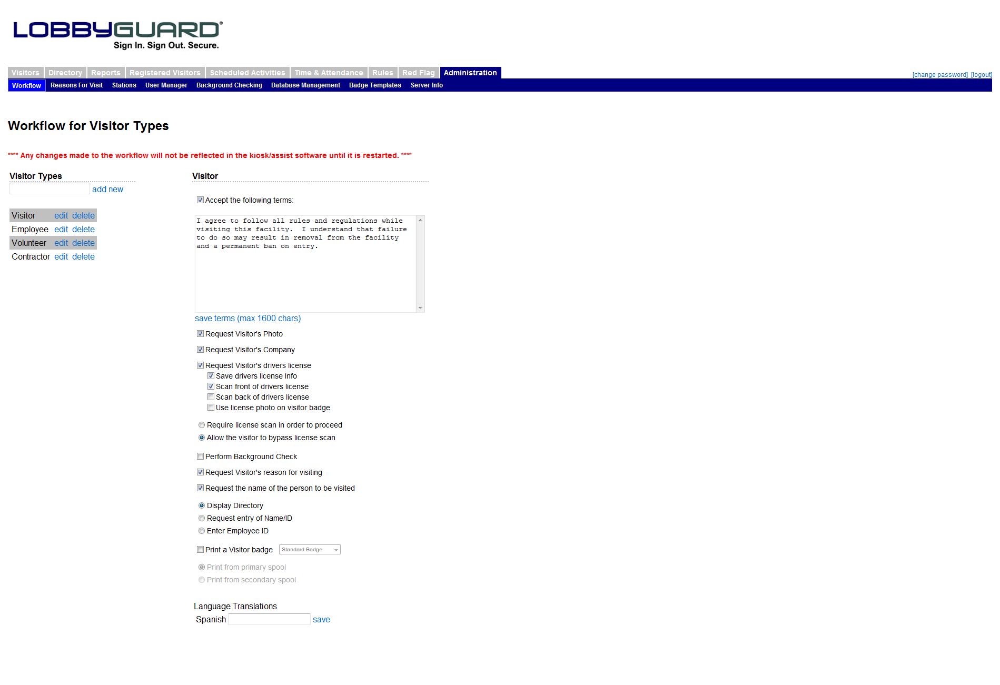 LOBBYGUARD®
Sign In. Sign Out. Secure.
Visitors Directory Reports Registered Visitors Scheduled Activities Time & Attendance Rules Red Flag Administration
[change password] [logout]
Workflow Reasons For Visit Stations User Manager Background Checking Database Management Badge Templates Server Info
Workflow for Visitor Types
**** Any changes made to the workflow will not be reflected in the kiosk/assist software until it is restarted. ****
Visitor Types
add new
Visitor edit delete
Employee edit delete
Volunteer edit delete
Contractor edit delete
Visitor
Accept the following terms:
I agree to follow all rules and regulations while
visiting this facility.  I understand that failure
to do so may result in removal from the facility
and a permanent ban on entry.
save terms (max 1600 chars)
Request Visitor's Photo
Request Visitor's Company
Request Visitor's drivers license
Save drivers license Info
Scan front of drivers license
Scan back of drivers license
Use license photo on visitor badge
Require license scan in order to proceed
Allow the visitor to bypass license scan
Perform Background Check
Request Visitor's reason for visiting
Request the name of the person to be visited
Display Directory
Request entry of Name/ID
Enter Employee ID
Print a Visitor badge Standard Badge
Print from primary spool
Print from secondary spool
Language Translations
Spanish save